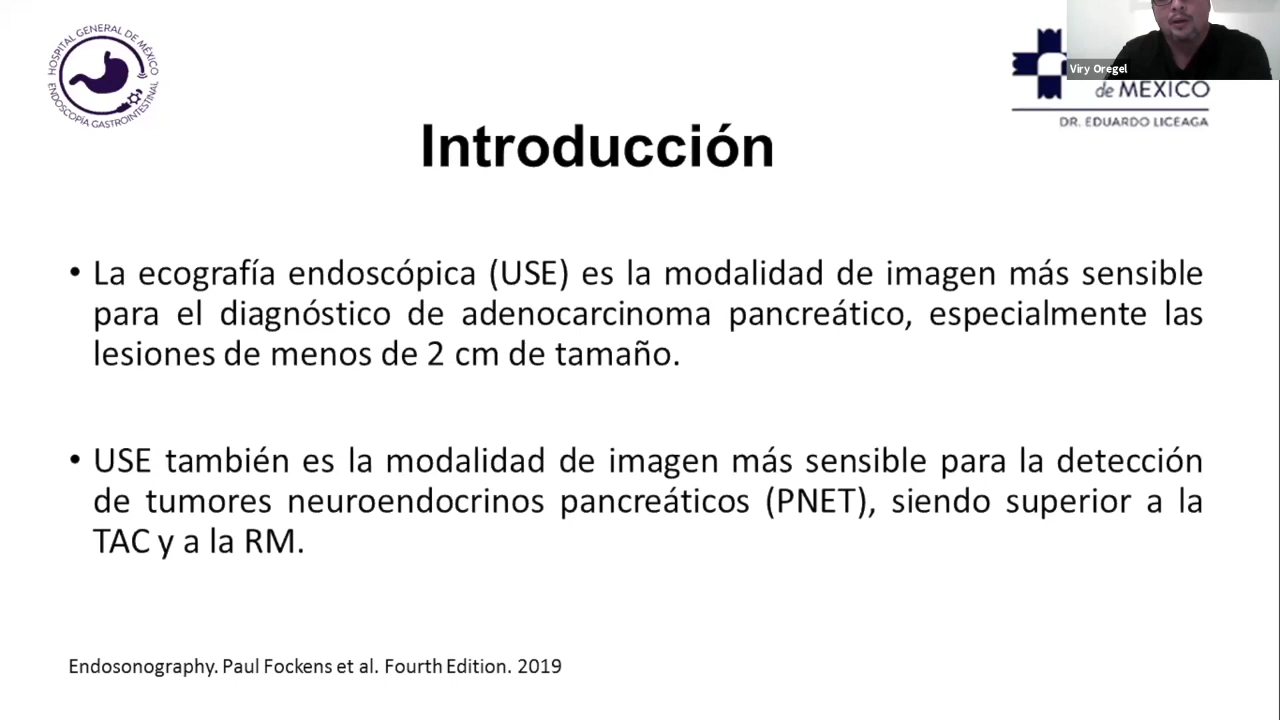 HOSPITAL GENERAL DE MÉXICO
ENDOSCOPÍA GASTROINTESTINAL
Viry Oregel
de MÉXICO
DR. EDUARDO LICEAGA
Introducción
• La ecografía endoscópica (USE) es la modalidad de imagen más sensible
para el diagnóstico de adenocarcinoma pancreático, especialmente las
lesiones de menos de 2 cm de tamaño.
• USE también es la modalidad de imagen más sensible para la detección
de tumores neuroendocrinos pancreáticos (PNET), siendo superior a la
TAC y a la RM.
Endosonography. Paul Fockens et al. Fourth Edition. 2019